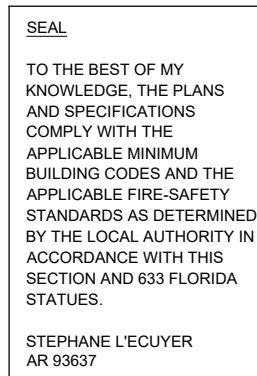 SEAL
TO THE BEST OF MY
KNOWLEDGE, THE PLANS
AND SPECIFICATIONS
COMPLY WITH THE
APPLICABLE MINIMUM
BUILDING CODES AND THE
APPLICABLE FIRE-SAFETY
STANDARDS AS DETERMINED
BY THE LOCAL AUTHORITY IN
ACCORDANCE WITH THIS
SECTION AND 633 FLORIDA
STATUES.
STEPHANE L'ECUYER
AR 93637